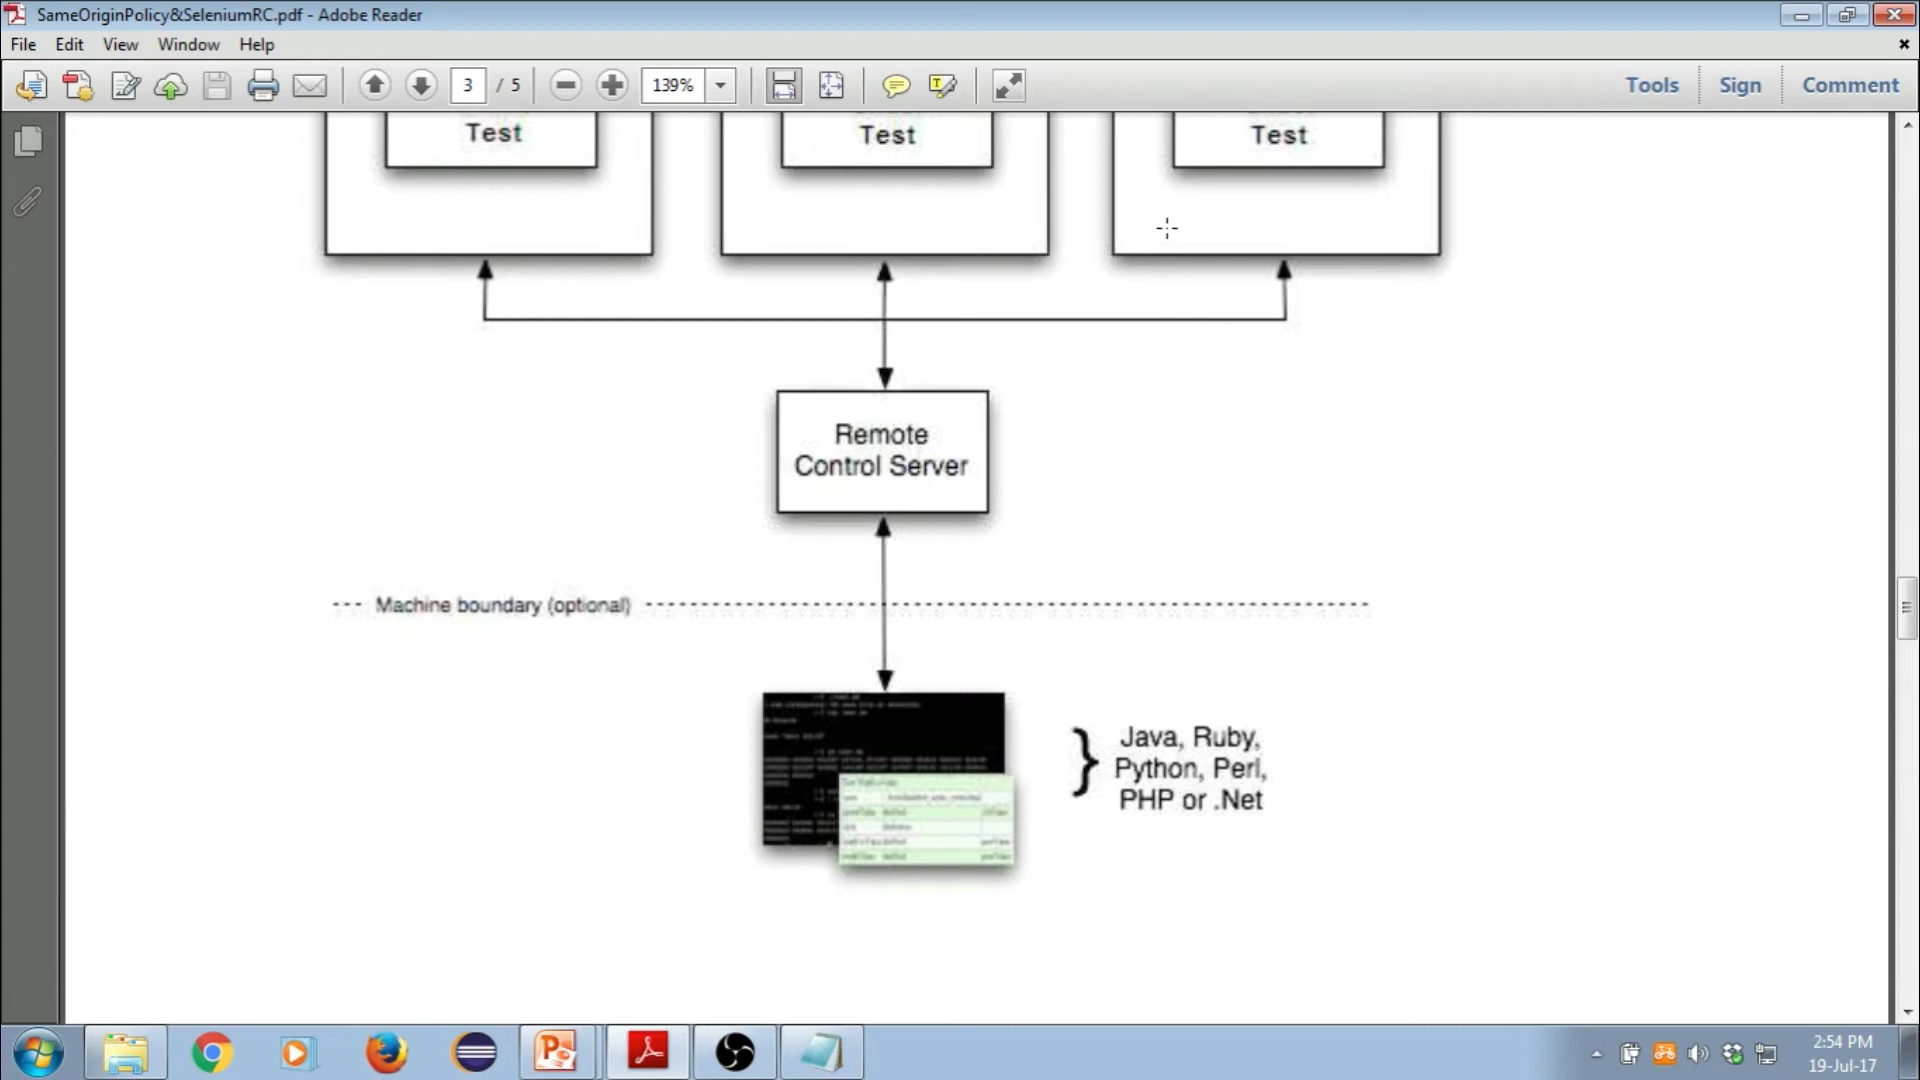 SameOriginPolicy&SeleniumRC.pdf - Adobe Reader
File Edit View Window Help
3 / 5 139% Tools Sign Comment
Test Test Test
Remote
Control Server
Machine boundary (optional)
Java, Ruby,
Python, Perl,
PHP or .Net
2:54 PM
19-Jul-17